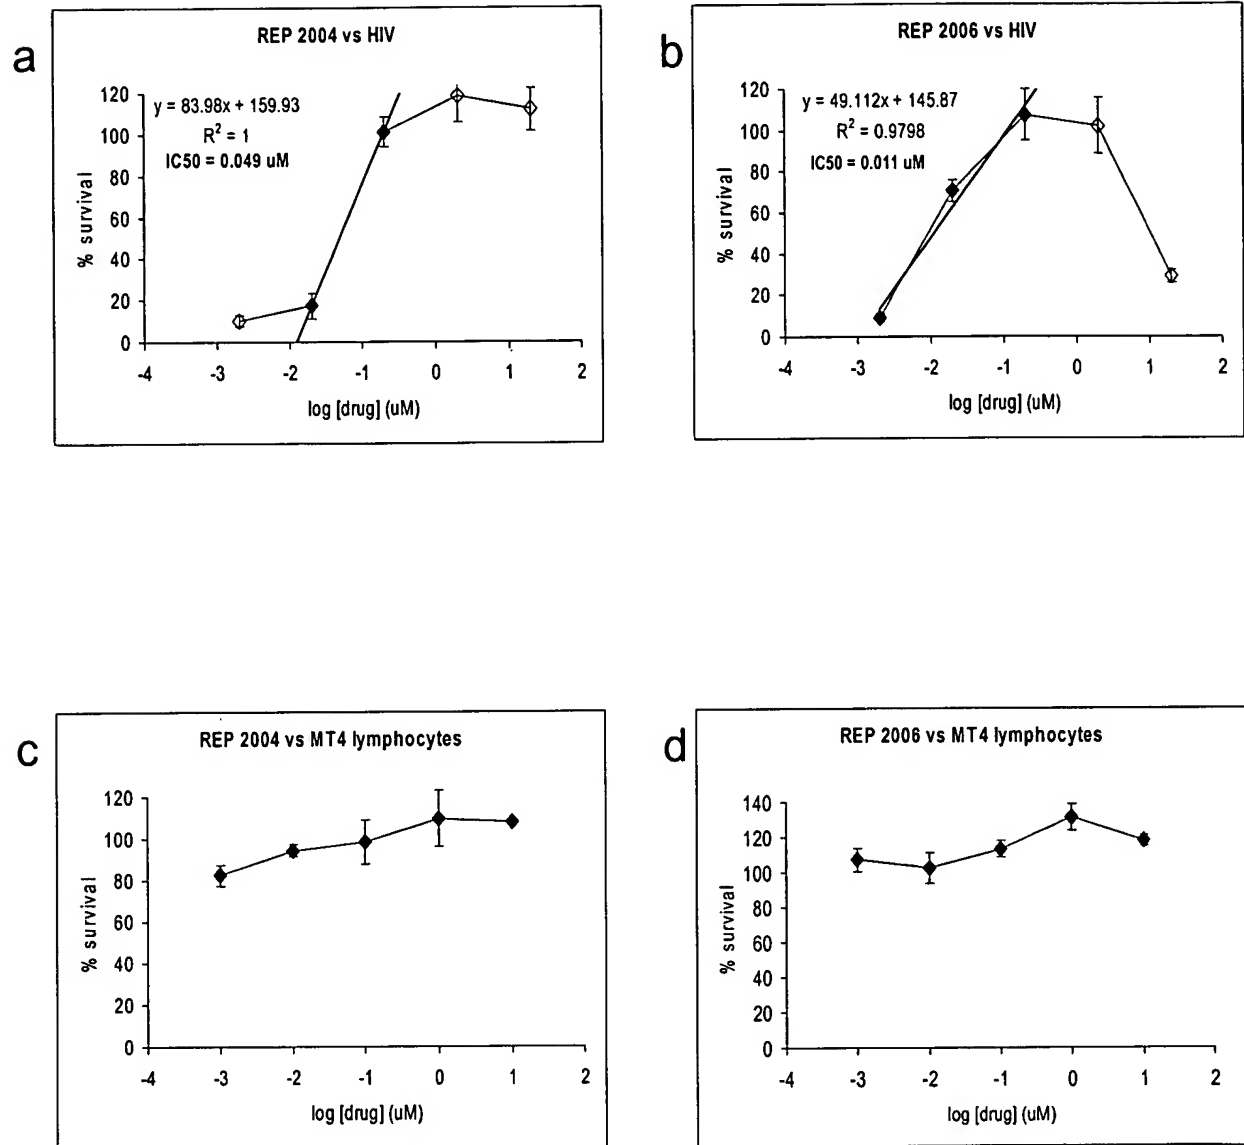 a
REP 2004 vs HIV
y = 83.98x + 159.93
R² = 1
IC50 = 0.049 uM
% survival
120
100
80
60
40
20
0
-4 -3 -2 -1 0 1 2
log [drug] (uM)
b
REP 2006 vs HIV
y = 49.112x + 145.87
R² = 0.9798
IC50 = 0.011 uM
% survival
120
100
80
60
40
20
0
-4 -3 -2 -1 0 1 2
log [drug] (uM)
c
REP 2004 vs MT4 lymphocytes
% survival
120
100
80
60
40
20
0
-4 -3 -2 -1 0 1 2
log [drug] (uM)
d
REP 2006 vs MT4 lymphocytes
% survival
140
120
100
80
60
40
20
0
-4 -3 -2 -1 0 1 2
log [drug] (uM)